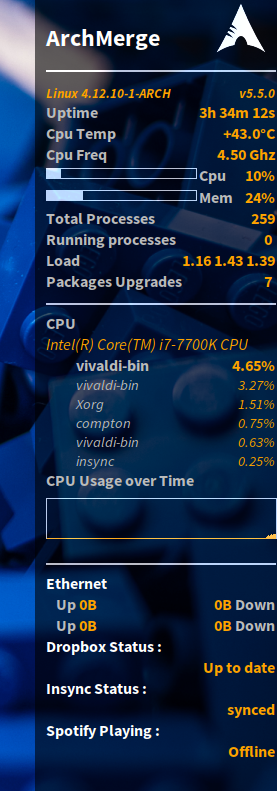 ArchMerge
Linux 4.12.10-1-ARCH v5.5.0
Uptime 3h 34m 12s
Cpu Temp +43.0°C
Cpu Freq 4.50 Ghz
Cpu 10%
Mem 24%
Total Processes 259
Running processes 0
Load 1.16 1.43 1.39
Packages Upgrades 7
CPU
Intel(R) Core(TM) i7-7700K CPU
vivaldi-bin 4.65%
vivaldi-bin 3.27%
Xorg 1.51%
compton 0.75%
vivaldi-bin 0.63%
insync 0.25%
CPU Usage over Time
Ethernet
Up 0B 0B Down
Up 0B 0B Down
Dropbox Status :
Up to date
Insync Status :
synced
Spotify Playing :
Offline